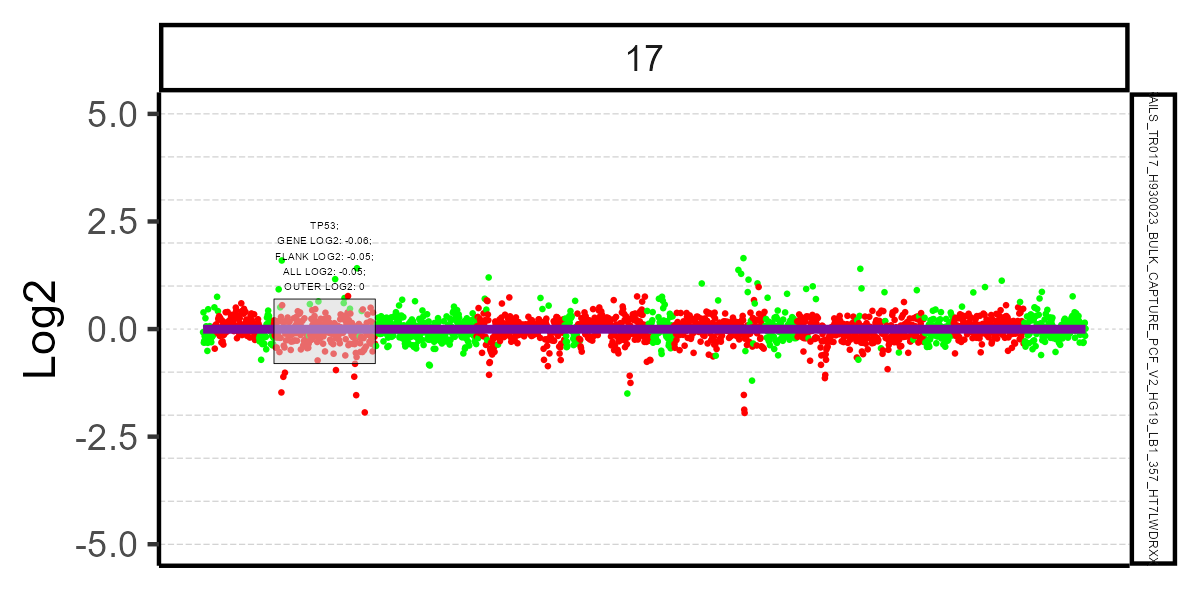 17
5.0
2.5
0.0
-2.5
-5.0
Log2
TP53;
GENE LOG2: -0.06;
FLANK LOG2: -0.05;
ALL LOG2: -0.05;
OUTER LOG2: 0
AILS_TR017_H930023_BULK_CAPTURE_PCF_V2_HG19_LB1_357_HT7LWDRX